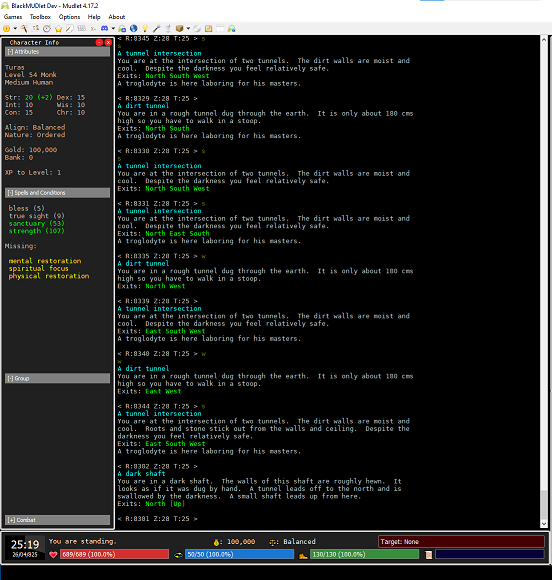 BlackMUDlet Dev - Mudlet 4.17.2
Games Toolbox Options Help About
Character Info
[-] Attributes
Turas
Level 54 Monk
Medium Human
Str: 20 (+2) Dex: 15
Int: 10 Wis: 10
Con: 15 Chr: 10
Align: Balanced
Nature: Ordered
Gold: 100,000
Bank: 0
XP to Level: 1
[-] Spells and Conditions
bless (5)
true sight (9)
sanctuary (53)
strength (107)
Missing:
mental restoration
spiritual focus
physical restoration
[-] Group
[+] Combat
< R:8345 Z:28 T:25 > s
s
A tunnel intersection
You are at the intersection of two tunnels. The dirt walls are moist and
cool. Despite the darkness you feel relatively safe.
Exits: North South West
A troglodyte is here laboring for his masters.
< R:8329 Z:28 T:25 >
A dirt tunnel
You are in a rough tunnel dug through the earth. It is only about 180 cms
high so you have to walk in a stoop.
Exits: North South
< R:8330 Z:28 T:25 > s
s
A tunnel intersection
You are at the intersection of two tunnels. The dirt walls are moist and
cool. Despite the darkness you feel relatively safe.
Exits: North South West
< R:8331 Z:28 T:25 > s
A tunnel intersection
You are at the intersection of two tunnels. The dirt walls are moist and
cool. Despite the darkness you feel relatively safe.
Exits: North East South
A troglodyte is here laboring for his masters.
< R:8335 Z:28 T:25 > w
A dirt tunnel
You are in a rough tunnel dug through the earth. It is only about 180 cms
high so you have to walk in a stoop.
Exits: North West
< R:8339 Z:28 T:25 >
A tunnel intersection
You are at the intersection of two tunnels. The dirt walls are moist and
cool. Despite the darkness you feel relatively safe.
Exits: East South West
A troglodyte is here laboring for his masters.
< R:8340 Z:28 T:25 > w
w
A dirt tunnel
You are in a rough tunnel dug through the earth. It is only about 180 cms
high so you have to walk in a stoop.
Exits: East West
< R:8344 Z:28 T:25 > s
A tunnel intersection
You are at the intersection of two tunnels. The dirt walls are moist and
cool. Roots and stone stick out from the walls and ceiling. Despite the
darkness you feel relatively safe.
Exits: East South West
A troglodyte is here laboring for his masters.
< R:8302 Z:28 T:25 >
A dark shaft
You are in a dark shaft. The walls of this shaft are roughly hewn. It
looks as if it was dug by hand. A tunnel leads off to the north and is
swallowed by the darkness. A small shaft leads up from here.
Exits: North [Up]
< R:8301 Z:28 T:25 >
25:19
26/04/825
You are standing.
: 100,000
: Balanced
Target: None
689/689 (100.0%)
50/50 (100.0%)
130/130 (100.0%)